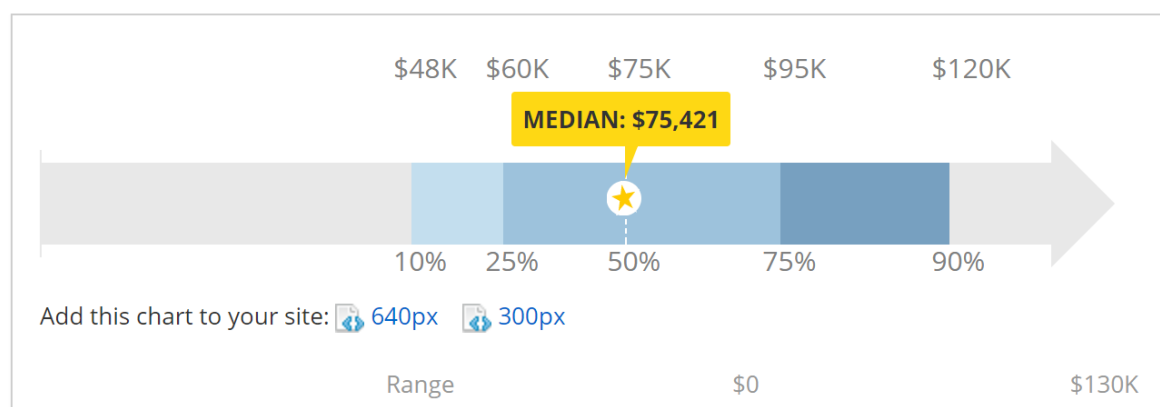 $48K $60K $75K $95K $120K
MEDIAN: $75,421
10% 25% 50% 75% 90%
Add this chart to your site: 640px 300px
Range $0 $130K